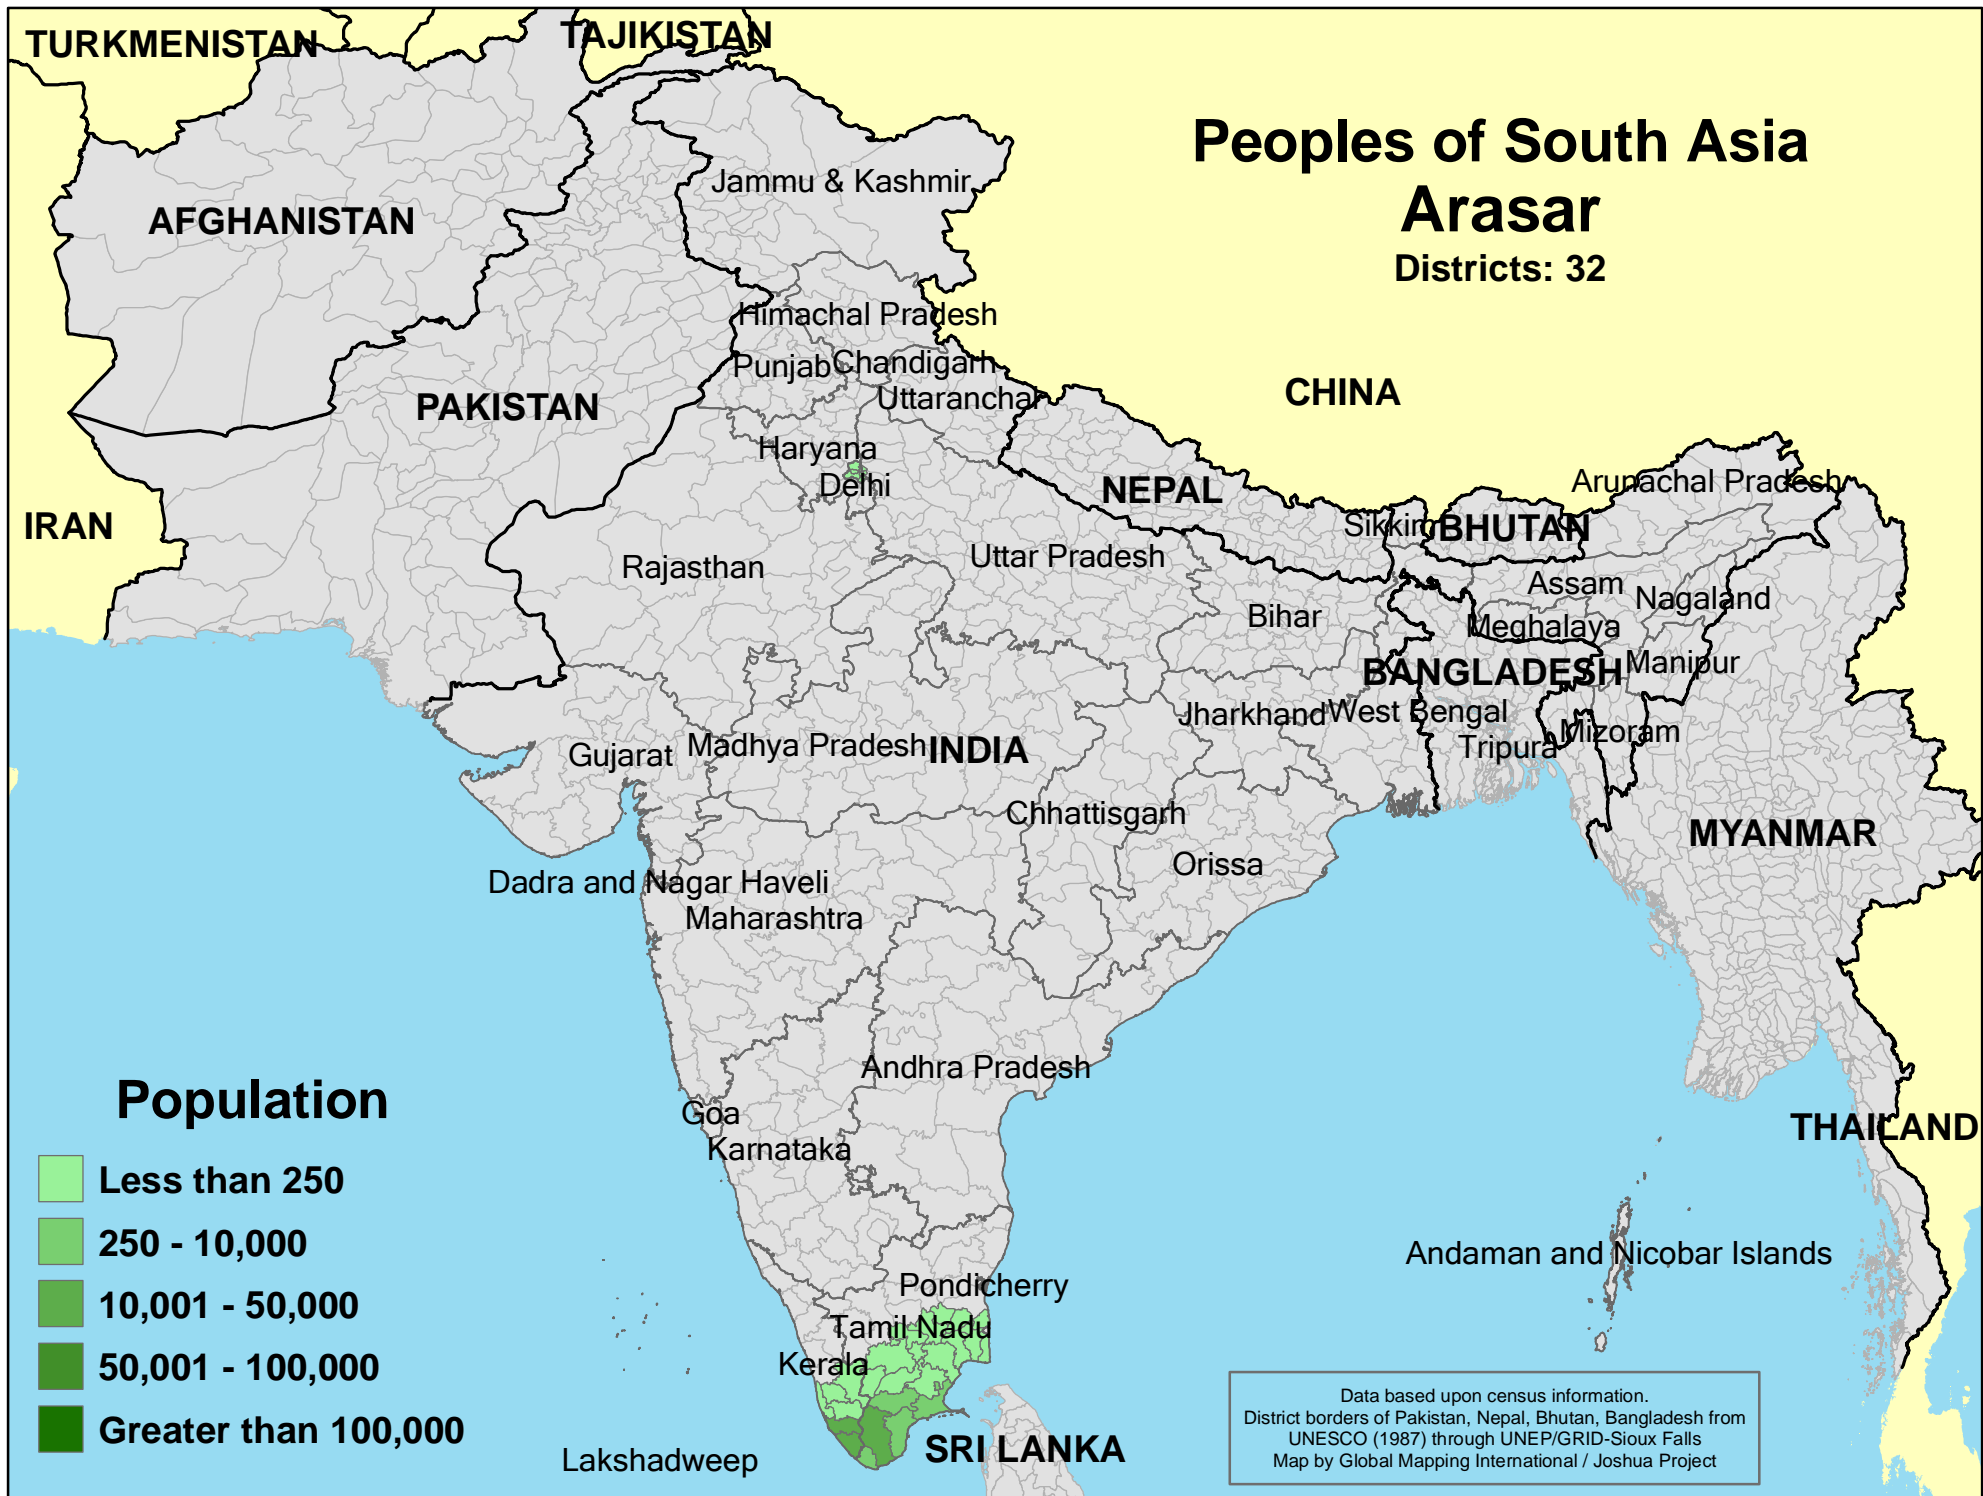 TURKMENISTAN
TAJIKISTAN
Peoples of South Asia
Arasar
Districts: 32
Jammu & Kashmir
AFGHANISTAN
Himachal Pradesh
Punjab
Chandigarh
Uttaranchal
CHINA
PAKISTAN
Haryana
Delhi
NEPAL
Arunachal Pradesh
IRAN
Sikkim
BHUTAN
Rajasthan
Uttar Pradesh
Assam
Nagaland
Bihar
Meghalaya
BANGLADESH
Manipur
Jharkhand
West Bengal
Gujarat
Madhya Pradesh
INDIA
Tripura
Mizoram
Chhattisgarh
MYANMAR
Orissa
Dadra and Nagar Haveli
Maharashtra
Andhra Pradesh
Goa
Karnataka
THAILAND
Andaman and Nicobar Islands
Pondicherry
Tamil Nadu
Kerala
Lakshadweep
SRI LANKA
Population
Less than 250
250 - 10,000
10,001 - 50,000
50,001 - 100,000
Greater than 100,000
Data based upon census information.
District borders of Pakistan, Nepal, Bhutan, Bangladesh from
UNESCO (1987) through UNEP/GRID-Sioux Falls
Map by Global Mapping International / Joshua Project